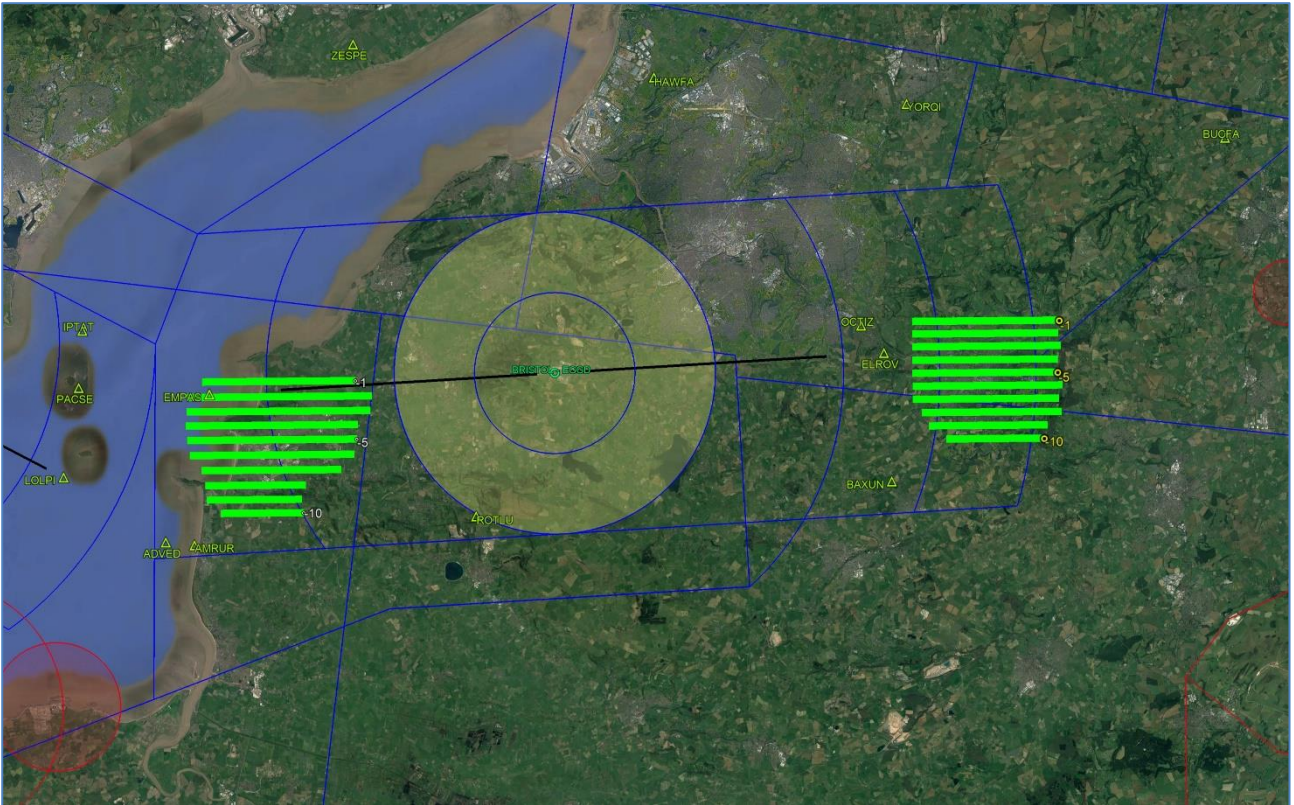 ZESPE
HAWFA
YORQI
BUCFA
IPTAT
OCTIZ
-1
ELROV
BRISTOL EGGD
-5
PACSE
EMPAS
-1
-5
-10
LOLPI
BAXUN
-10
ROTLU
ADVED
AMRUR